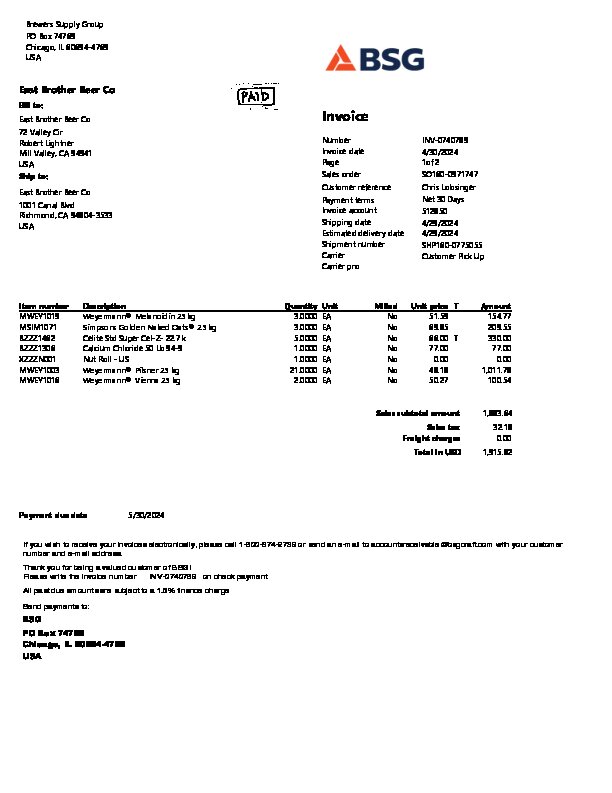 Brewers Supply Group
PO Box 74769
Chicago, IL 60694-4769
USA
BSG
East Brother Beer Co
PAID
Bill to:
East Brother Beer Co
72 Valley Cir
Robert Lightner
Mill Valley, CA 94941
USA
Ship to:
East Brother Beer Co
1001 Canal Blvd
Richmond, CA 94804-3533
USA
Invoice
Number INV-0740789
Invoice date 4/30/2024
Page 1 of 2
Sales order SO160-0971747
Customer reference Chris Lobsinger
Payment terms Net 30 Days
Invoice account 512850
Shipping date 4/29/2024
Estimated delivery date 4/29/2024
Shipment number SHP160-0775055
Carrier Customer Pick Up
Carrier pro
Item number Description Quantity Unit Milled Unit price T Amount
MWEY1019 Weyermann® Melanoidin 25 kg 3.0000 EA No 51.59 154.77
MSIM1071 Simpsons Golden Naked Oats® 25 kg 3.0000 EA No 69.85 209.55
BZZZ1462 Celite Std Super Cel-Z- 22.7 k 5.0000 EA No 66.00 T 330.00
BZZZ1306 Calcium Chloride 50 Lb 94-9 1.0000 EA No 77.00 77.00
XZZZN001 Nut Roll - US 1.0000 EA No 0.00 0.00
MWEY1003 Weyermann® Pilsner 25 kg 21.0000 EA No 48.18 1,011.78
MWEY1016 Weyermann® Vienna 25 kg 2.0000 EA No 50.27 100.54
Sales subtotal amount 1,883.64
Sales tax 32.18
Freight charges 0.00
Total in USD 1,915.82
Payment due date 5/30/2024
If you wish to receive your invoices electronically, please call 1-800-374-2739 or send an e-mail to accountsreceivable@bsgcraft.com with your customer
number and e-mail address.
Thank you for being a valued customer of BSG!
Please write the invoice number INV-0740789 on check payment
All past due amounts are subject to a 1.5% finance charge
Send payments to:
BSG
PO Box 74769
Chicago, IL 60694-4769
USA